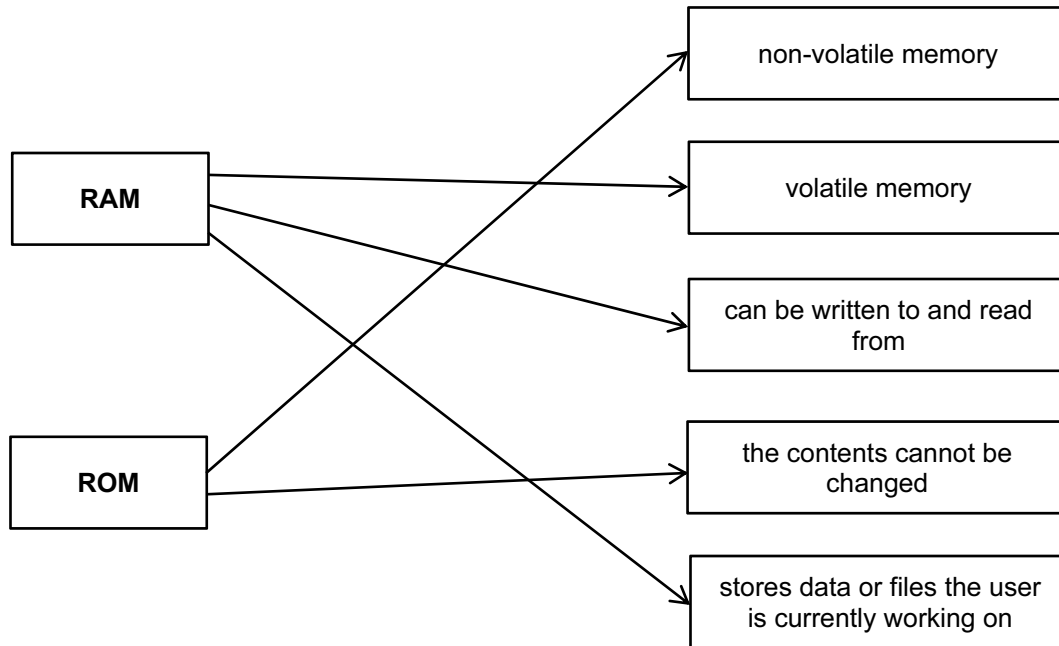 non-volatile memory
RAM
volatile memory
can be written to and read
from
ROM
the contents cannot be
changed
stores data or files the user
is currently working on